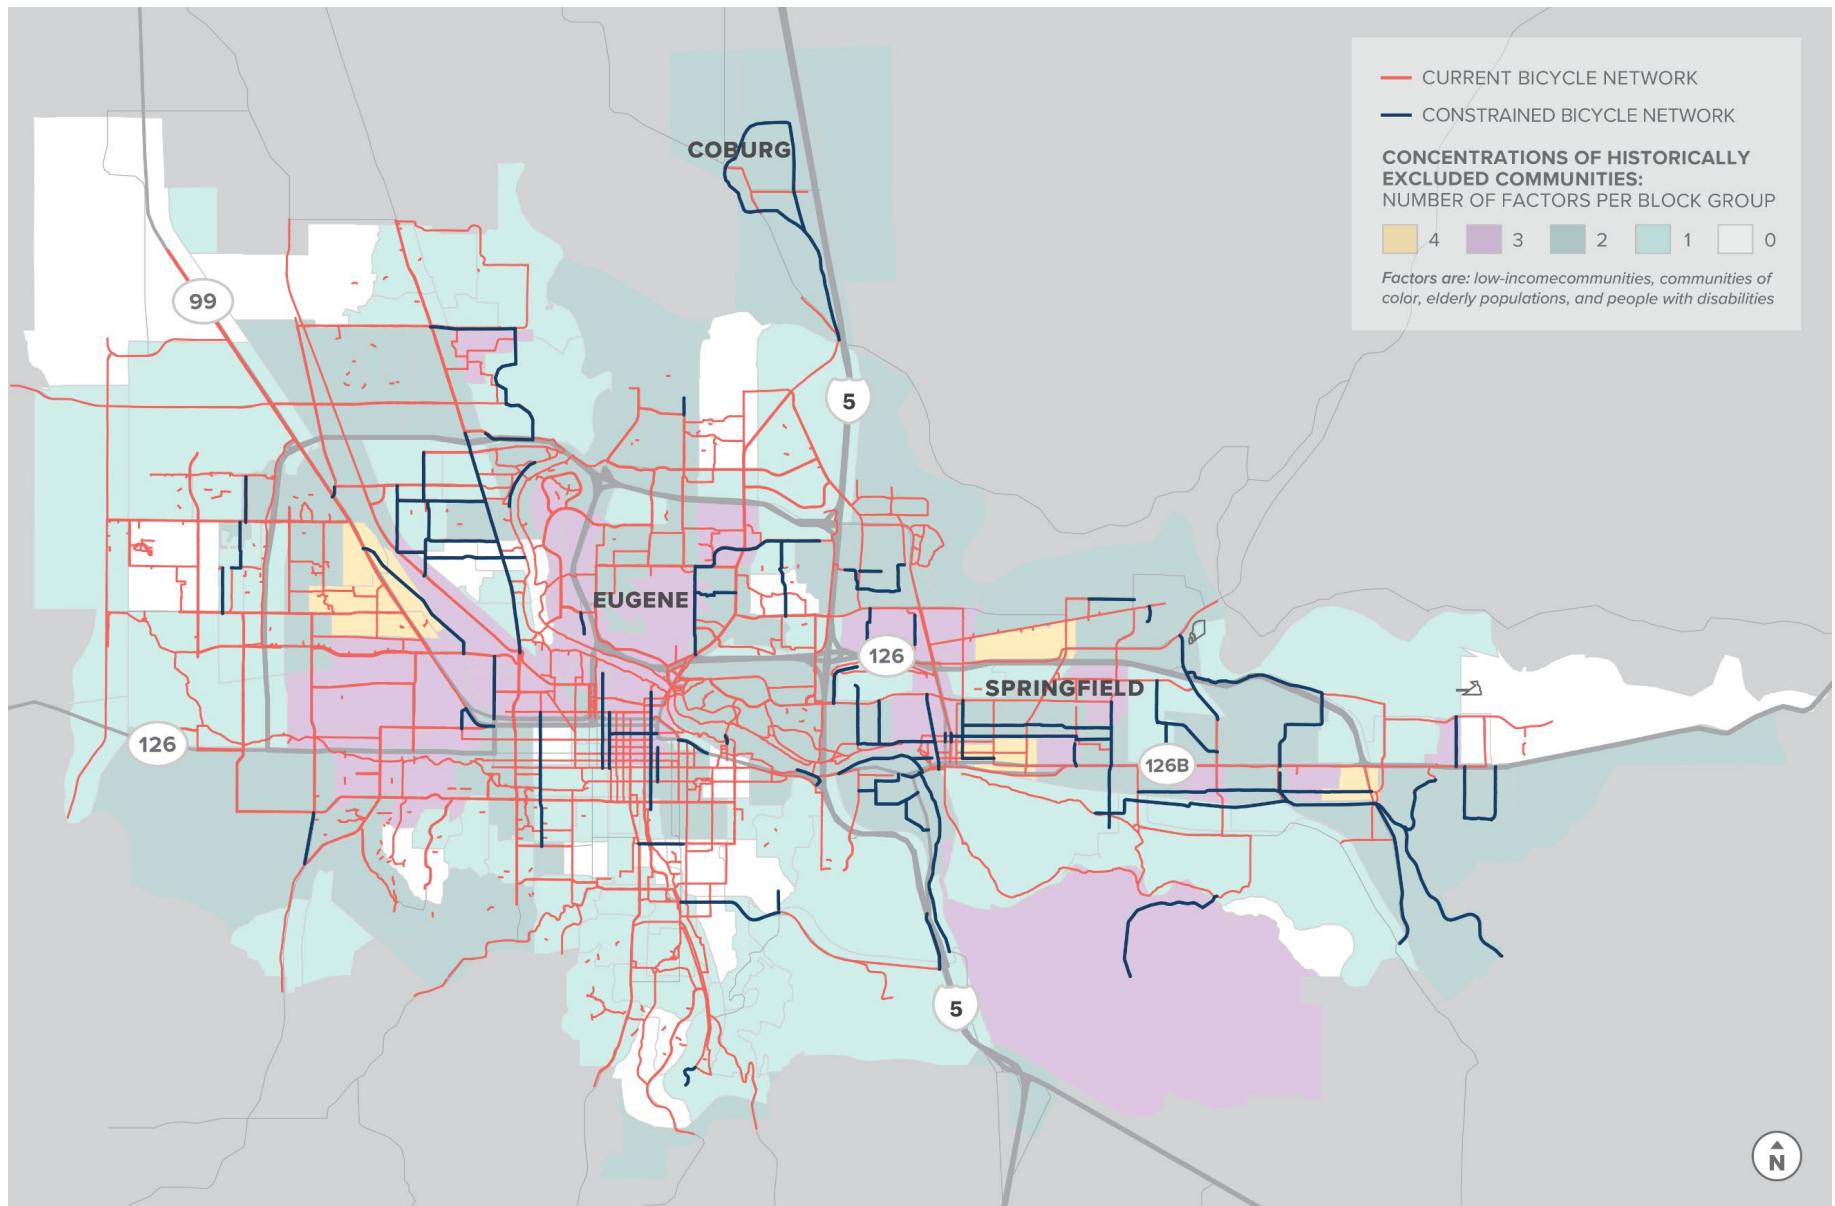 CURRENT BICYCLE NETWORK
CONSTRAINED BICYCLE NETWORK
CONCENTRATIONS OF HISTORICALLY
EXCLUDED COMMUNITIES:
NUMBER OF FACTORS PER BLOCK GROUP
4 3 2 1 0
Factors are: low-incomecommunities, communities of
color, elderly populations, and people with disabilities
COBURG
99
5
EUGENE
126
SPRINGFIELD
126
126B
5
N